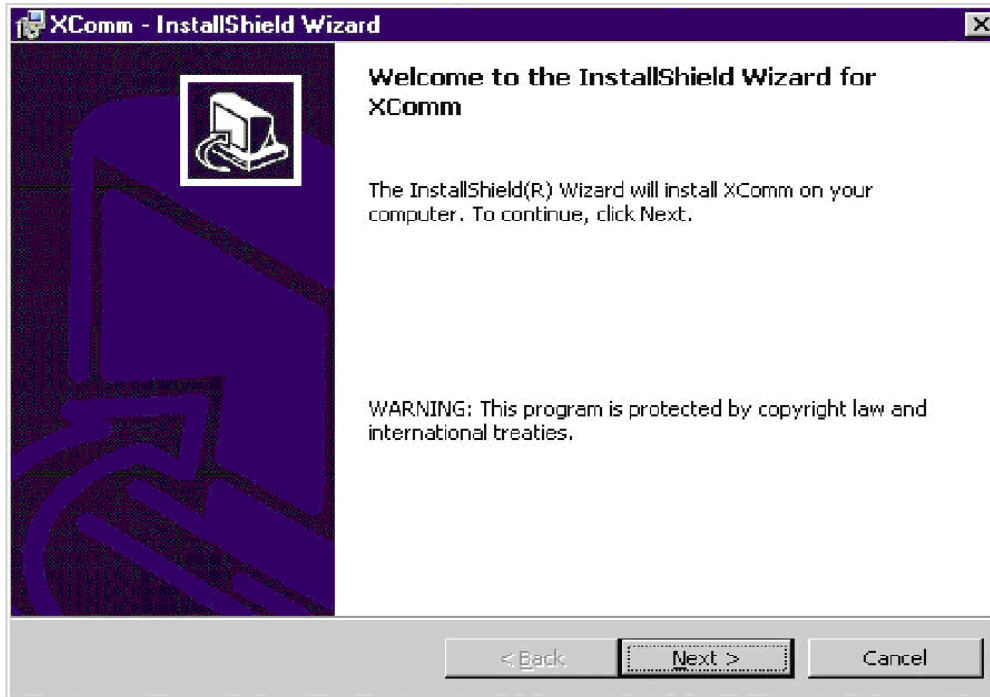 XComm - InstallShield Wizard
Welcome to the InstallShield Wizard for
XComm
The InstallShield(R) Wizard will install XComm on your
computer. To continue, click Next.
WARNING: This program is protected by copyright law and
international treaties.
< Back
Next >
Cancel